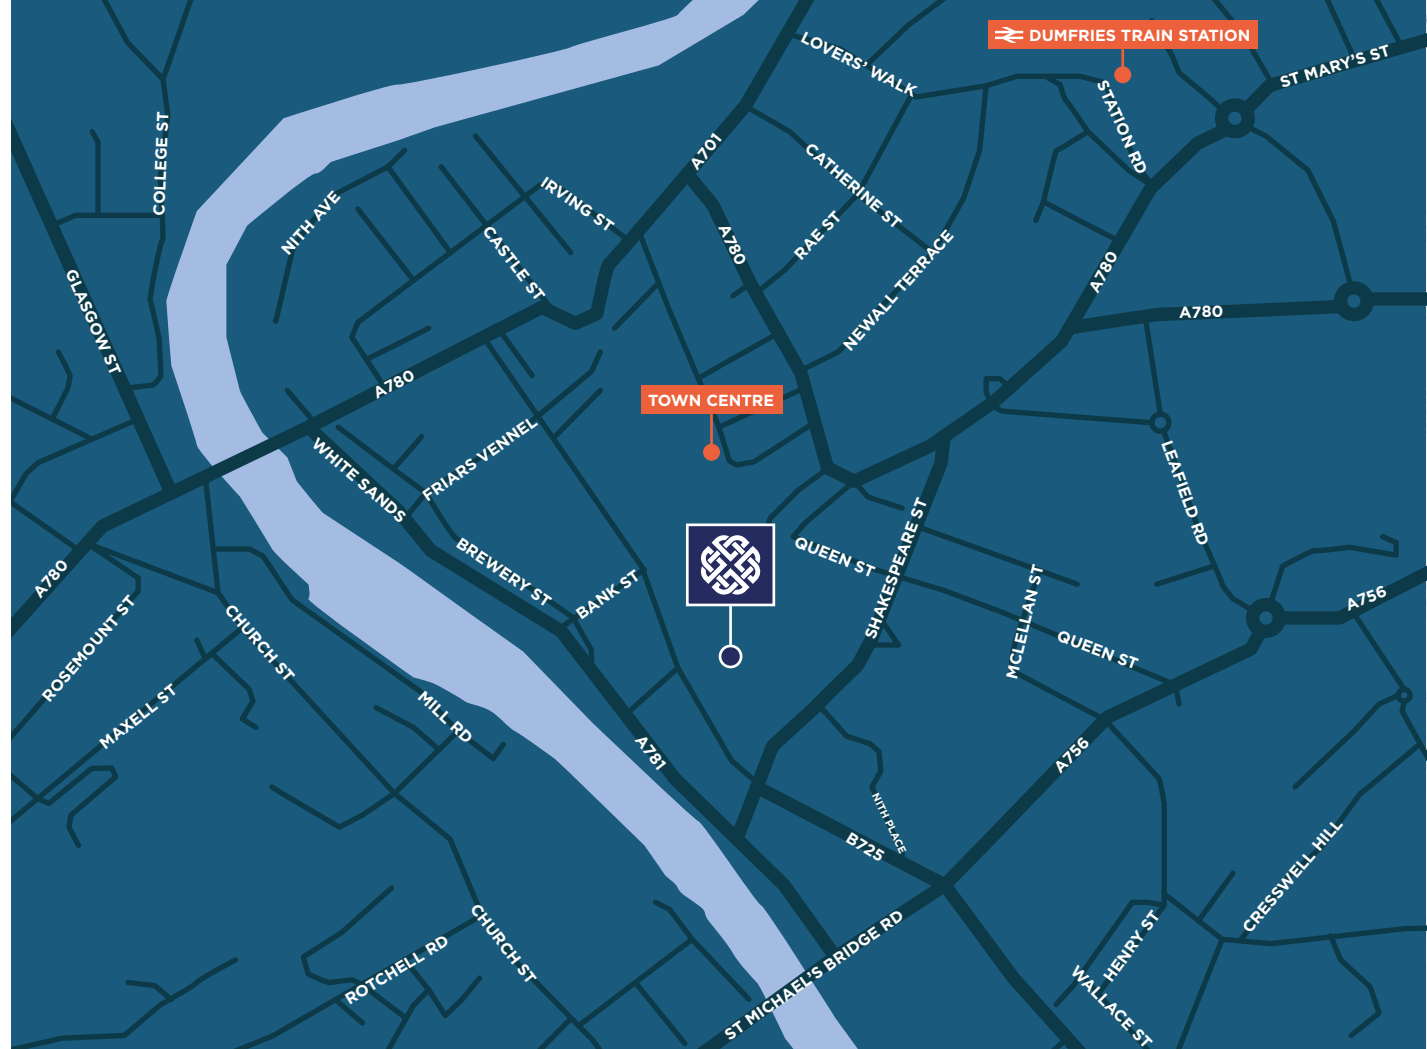 DUMFRIES TRAIN STATION
LOVERS' WALK
ST MARY'S ST
STATION RD
COLLEGE ST
A701
CATHERINE ST
IRVING ST
NITH AVE
RAE ST
CASTLE ST
A780
NEWALL TERRACE
A780
A780
GLASGOW ST
A780
TOWN CENTRE
WHITE SANDS
FRIARS VENNEL
LEAFIELD RD
SHAKESPEARE ST
QUEEN ST
BREWERY ST
BANK ST
A780
MCLELLAN ST
A756
ROSEMOUNT ST
CHURCH ST
QUEEN ST
MAXELL ST
MILL RD
A781
A756
NITH PLACE
B725
CRESSWELL HILL
CHURCH ST
ROTCHELL RD
ST MICHAEL'S BRIDGE RD
HENRY ST
WALLACE ST